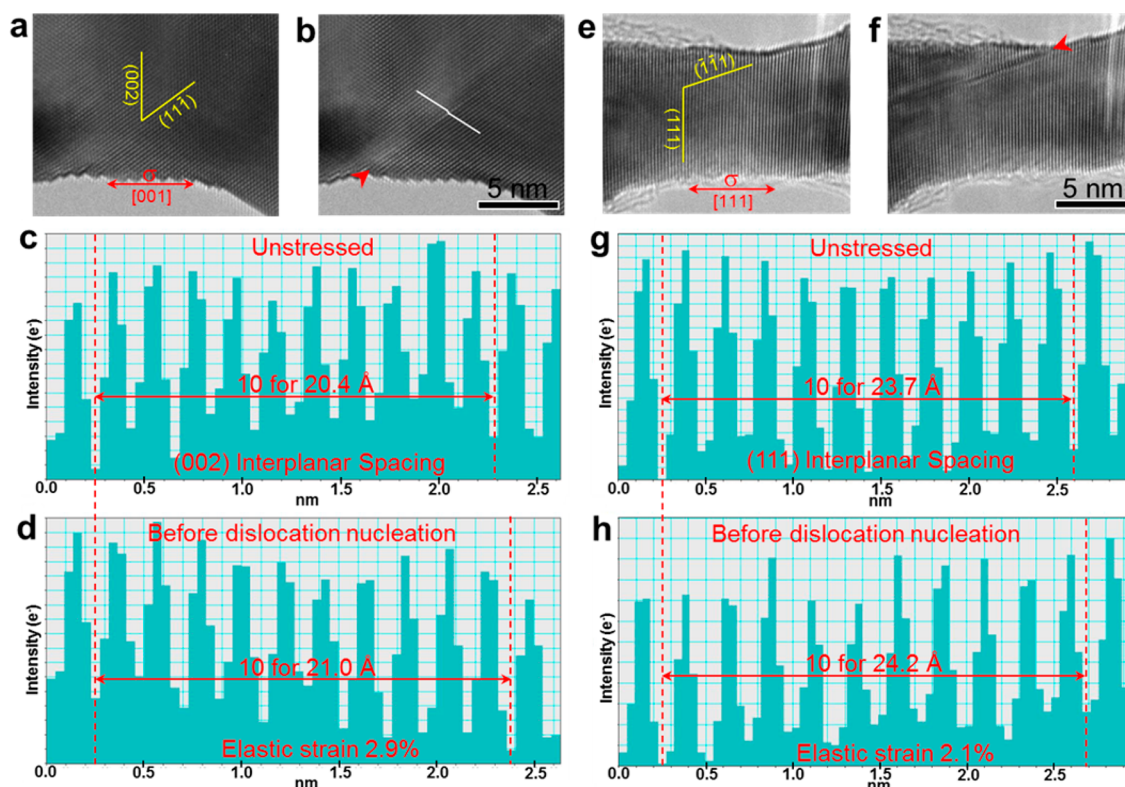 a
(002)
(111̄)
σ
[001]
b
5 nm
e
(1̄1̄1)
(111)
σ
[111]
f
5 nm
c
Unstressed
10 for 20.4 Å
(002) Interplanar Spacing
Intensity (e-)
0.0 0.5 1.0 1.5 2.0 2.5
nm
g
Unstressed
10 for 23.7 Å
(111) Interplanar Spacing
Intensity (e-)
0.0 0.5 1.0 1.5 2.0 2.5
nm
d
Before dislocation nucleation
10 for 21.0 Å
Elastic strain 2.9%
Intensity (e-)
0.0 0.5 1.0 1.5 2.0 2.5
nm
h
Before dislocation nucleation
10 for 24.2 Å
Elastic strain 2.1%
Intensity (e-)
0.0 0.5 1.0 1.5 2.0 2.5
nm